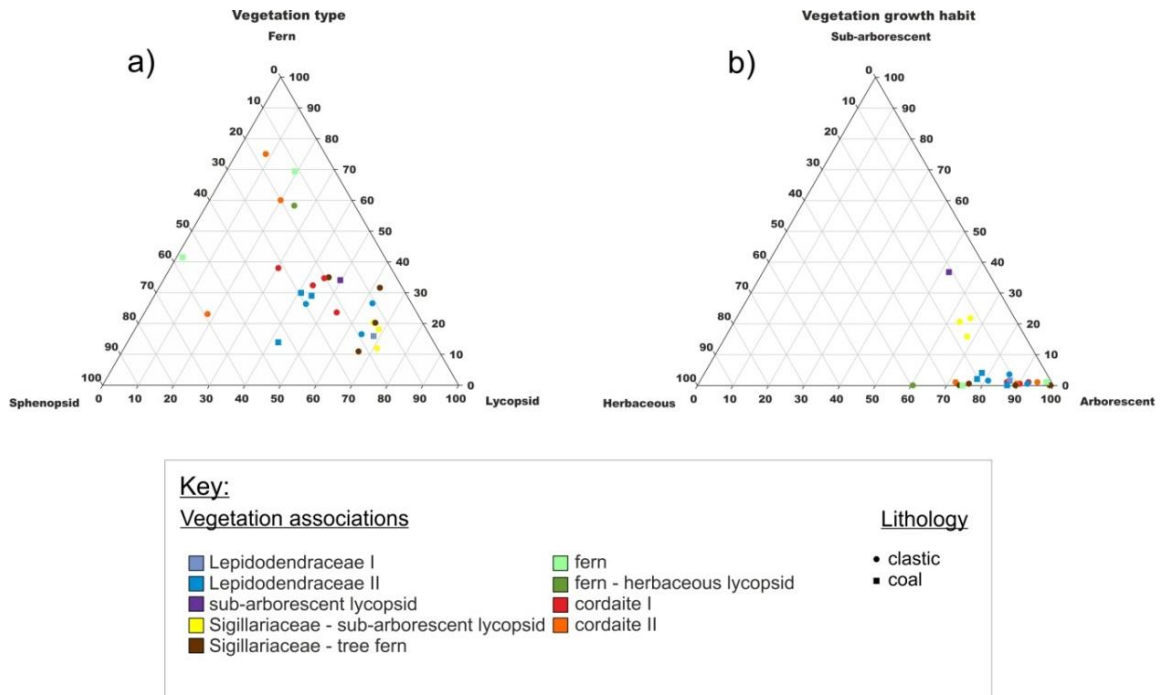 Vegetation type
Fern
a)
0
10
20
30
40
50
60
70
80
90
100
100
90
80
70
60
50
40
30
20
10
0
0 10 20 30 40 50 60 70 80 90 100
Sphenopsid
Lycopsid
Vegetation growth habit
Sub-arborescent
b)
0
10
20
30
40
50
60
70
80
90
100
100
90
80
70
60
50
40
30
20
10
0
0 10 20 30 40 50 60 70 80 90 100
Herbaceous
Arborescent
Key:
Vegetation associations
Lepidodendraceae I
Lepidodendraceae II
sub-arborescent lycopsid
Sigillariaceae - sub-arborescent lycopsid
Sigillariaceae - tree fern
fern
fern - herbaceous lycopsid
cordaite I
cordaite II
Lithology
clastic
coal